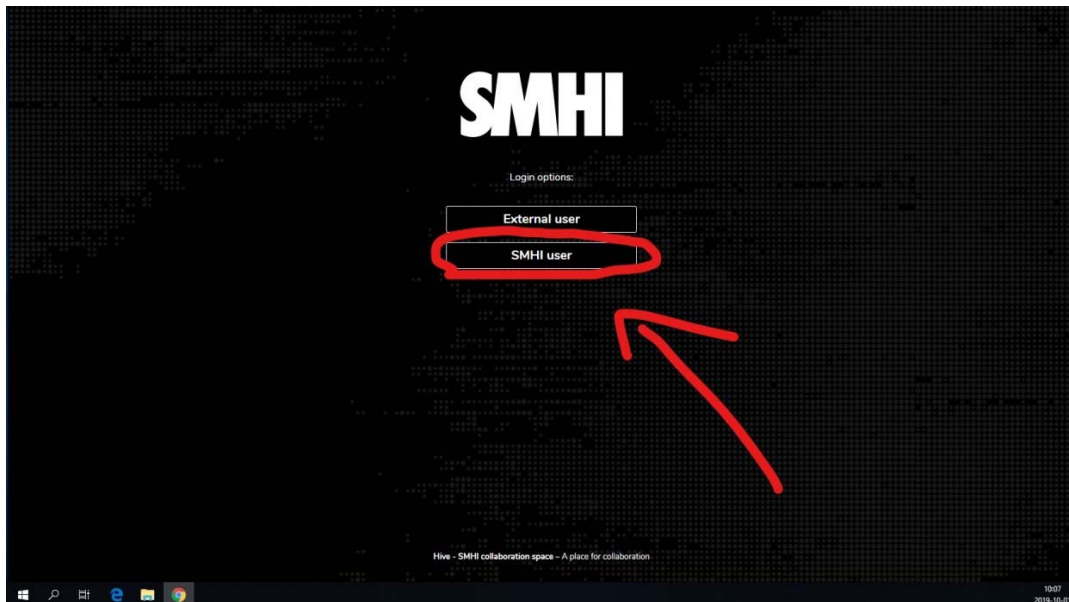 SMHI
Login options:
External user
SMHI user
Hive - SMHI collaboration space – A place for collaboration
10:07